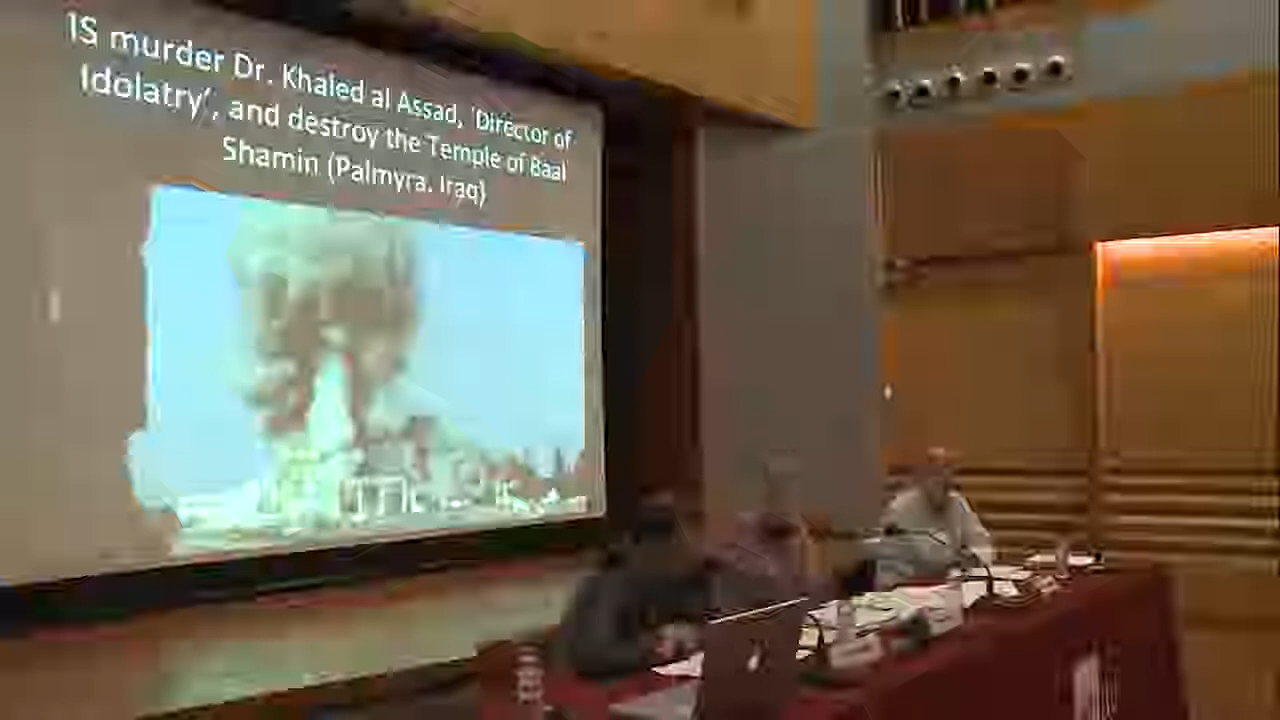 IS murder Dr. Khaled al Assad, 'Director of
Idolatry', and destroy the Temple of Baal
Shamin (Palmyra. Iraq)